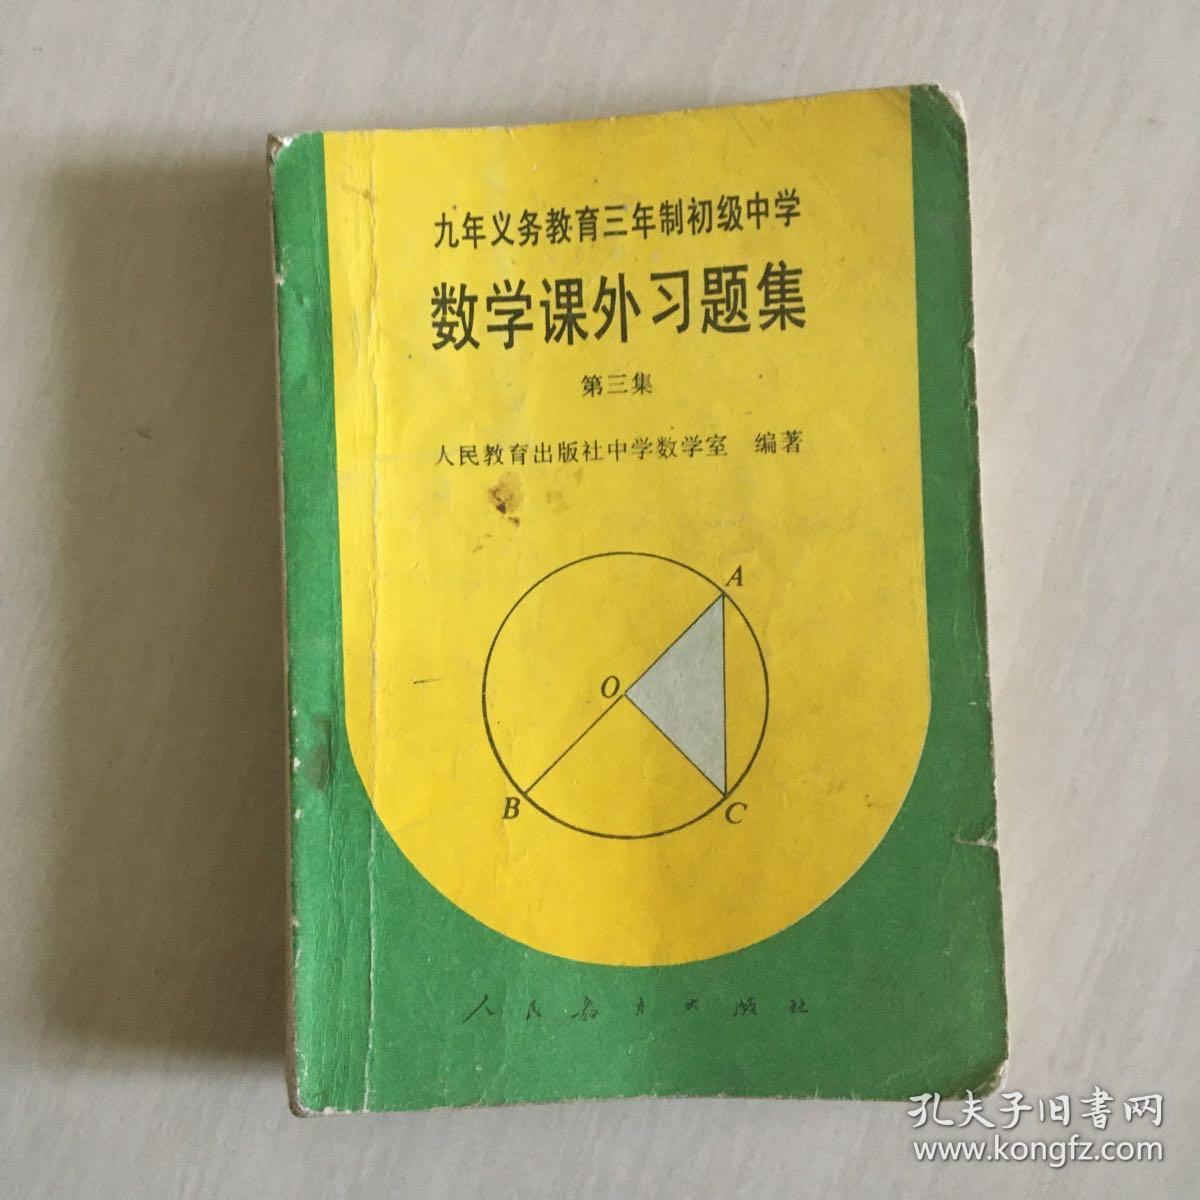 九年义务教育三年制初级中学
数学课外习题集
第三集
人民教育出版社中学数学室 编著
A
O
B
C
人民教育出版社
孔夫子旧书网
www.kongfz.com